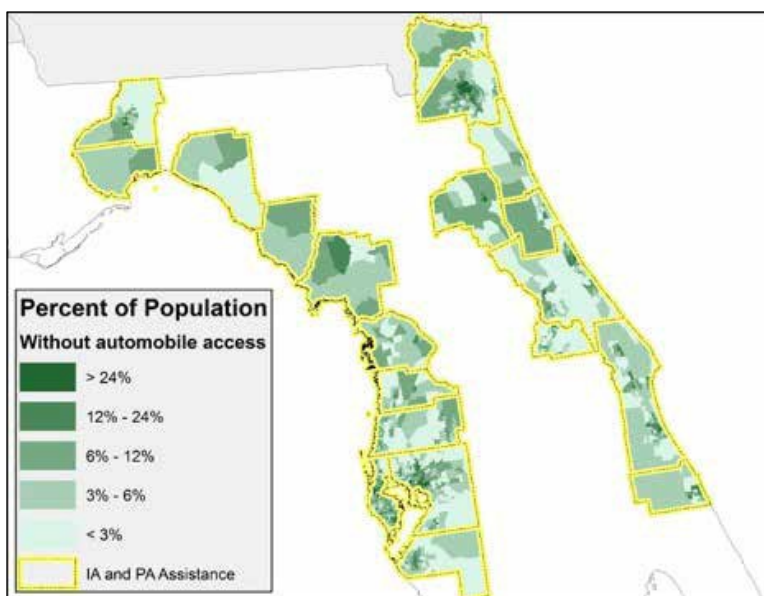 Percent of Population
Without automobile access
> 24%
12% - 24%
6% - 12%
3% - 6%
< 3%
IA and PA Assistance